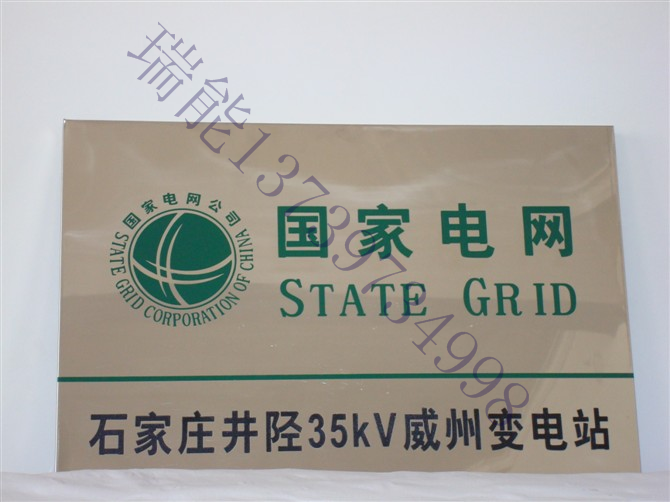 国家电网公司
STATE GRID CORPORATION OF CHINA
国家电网
STATE GRID
石家庄井陉35kV威州变电站
瑞能13739734998